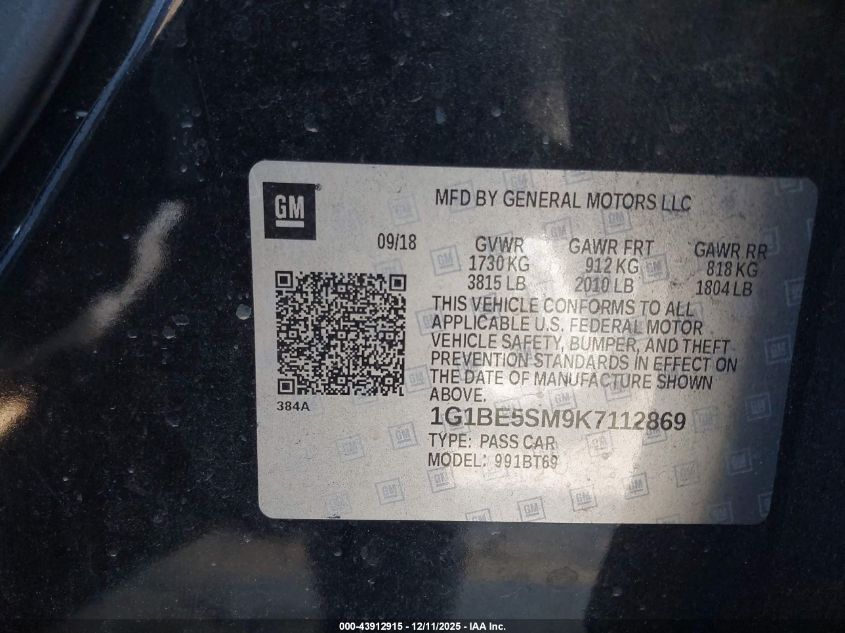 GM
MFD BY GENERAL MOTORS LLC
09/18 GVWR GAWR FRT GAWR RR
1730 KG 912 KG 818 KG
3815 LB 2010 LB 1804 LB
THIS VEHICLE CONFORMS TO ALL
APPLICABLE U.S. FEDERAL MOTOR
VEHICLE SAFETY, BUMPER, AND THEFT
PREVENTION STANDARDS IN EFFECT ON
THE DATE OF MANUFACTURE SHOWN
ABOVE.
384A
1G1BE5SM9K7112869
TYPE: PASS CAR
MODEL: 991BT69
000-43912915 - 12/11/2025 - IAA Inc.